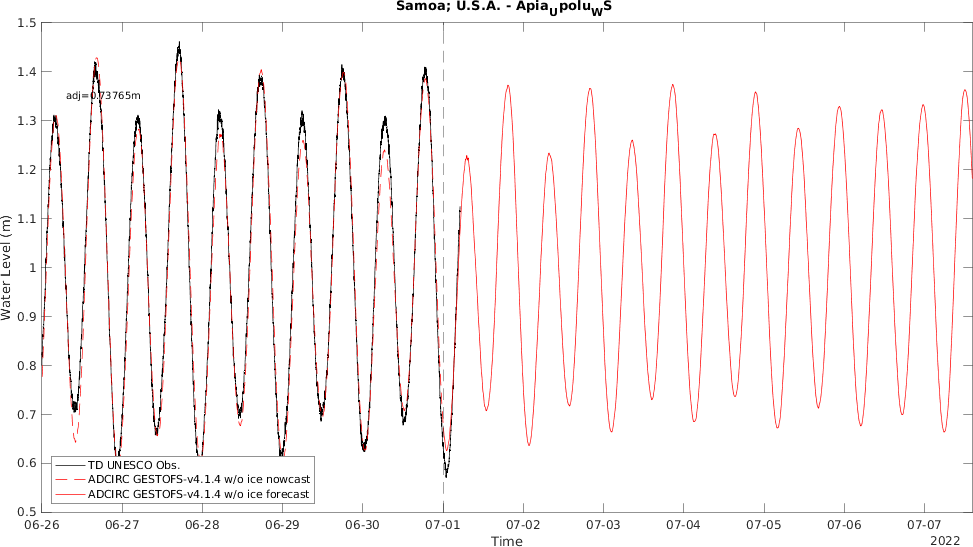 Samoa; U.S.A. - ApiaUpoluWS
1.5
1.4
adj=0.73765m
1.3
1.2
1.1
1
0.9
0.8
0.7
0.6
0.5
Water Level (m)
TD UNESCO Obs.
ADCIRC GESTOFS-v4.1.4 w/o ice nowcast
ADCIRC GESTOFS-v4.1.4 w/o ice forecast
06-26 06-27 06-28 06-29 06-30 07-01 07-02 07-03 07-04 07-05 07-06 07-07
Time
2022